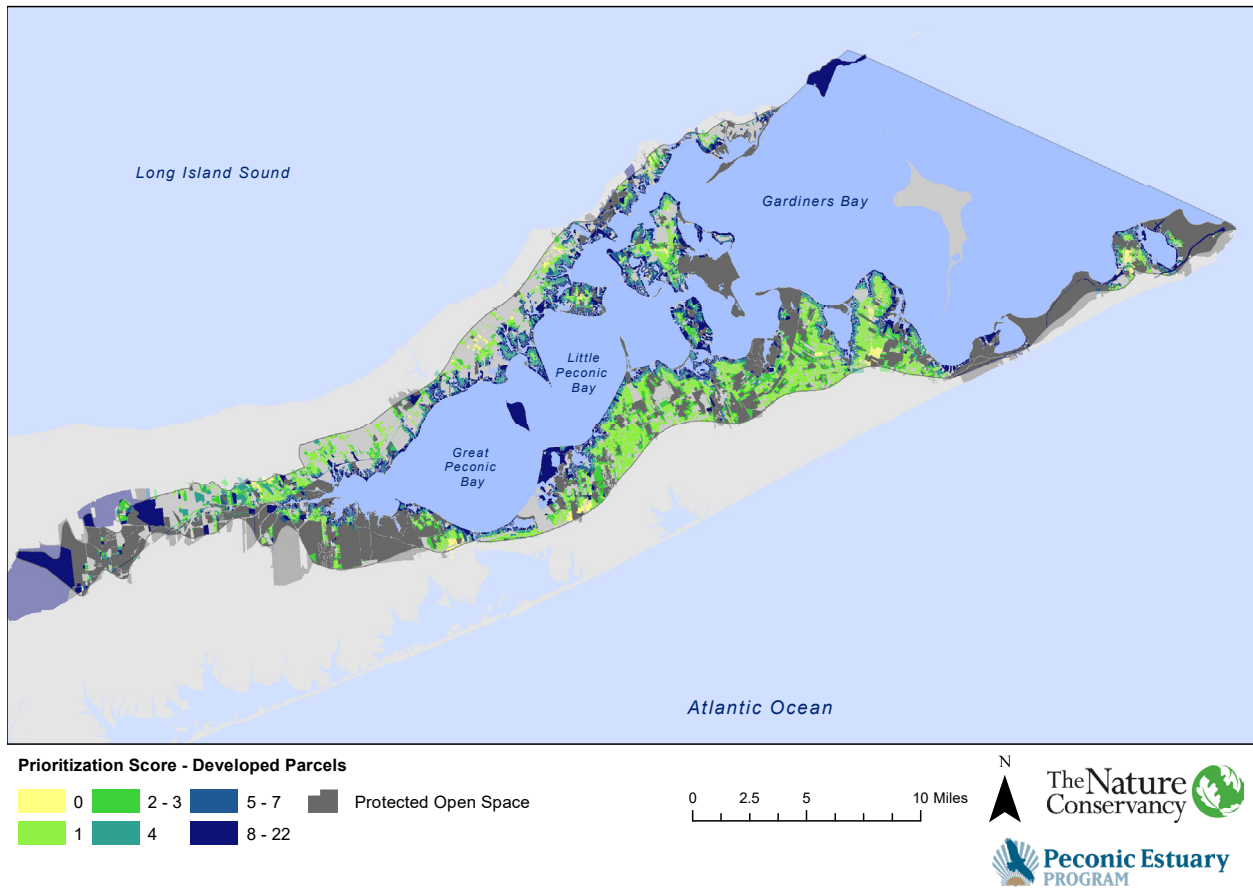 Long Island Sound
Gardiners Bay
Little
Peconic
Bay
Great
Peconic
Bay
Atlantic Ocean
Prioritization Score - Developed Parcels
0
2 - 3
5 - 7
Protected Open Space
1
4
8 - 22
0 2.5 5 10 Miles
N
The Nature
Conservancy
Peconic Estuary
PROGRAM